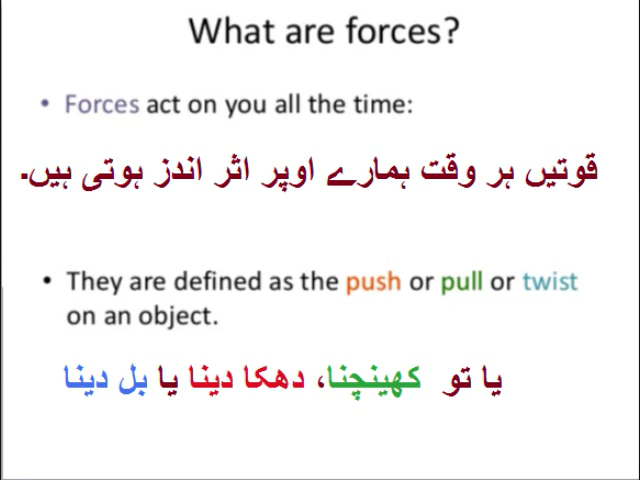 What are forces?
• Forces act on you all the time:
قوتیں ہر وقت ہمارے اوپر اثر اندز ہوتی ہیں۔
• They are defined as the push or pull or twist
on an object.
یا تو کھینچنا، دھکا دینا یا بل دینا